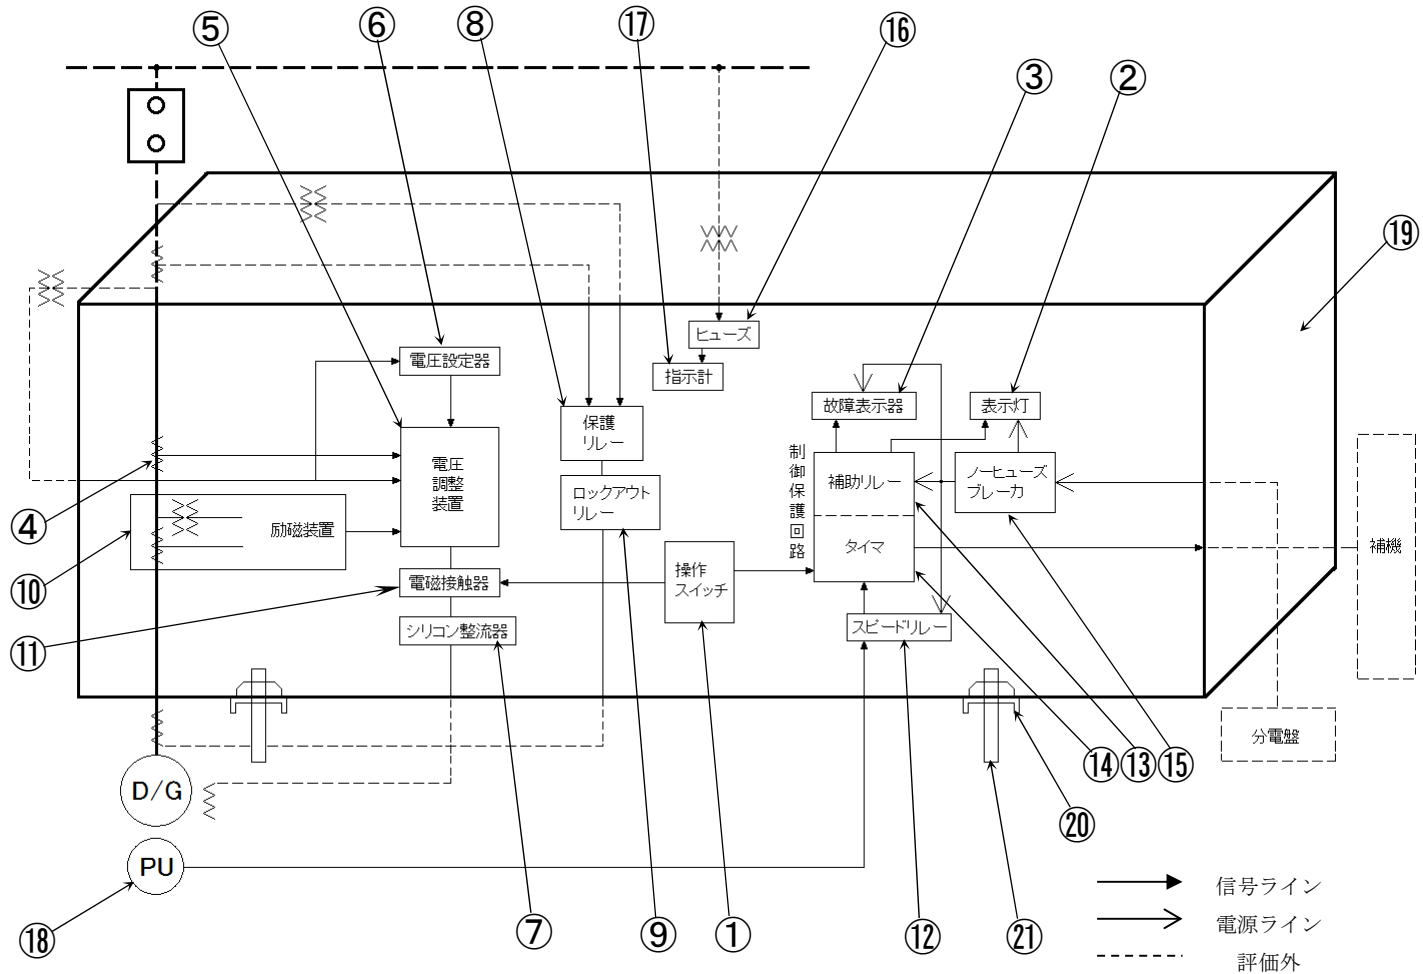 ⑤ ⑥ ⑧ ⑰ ⑯
③ ②
⑲
ヒューズ
指示計
電圧設定器
故障表示器
表示灯
保護
リレー
制御保護回路
電圧
調整
装置
ロックアウト
リレー
補助リレー
ノーヒューズ
ブレーカ
④
励磁装置
タイマ
補機
⑩
電磁接触器
操作
スイッチ
⑪
シリコン整流器
スピードリレー
分電盤
⑭ ⑬ ⑮
D/G
⑳
PU
⑱ ⑦ ⑨ ① ⑫ ㉑
信号ライン
電源ライン
評価外